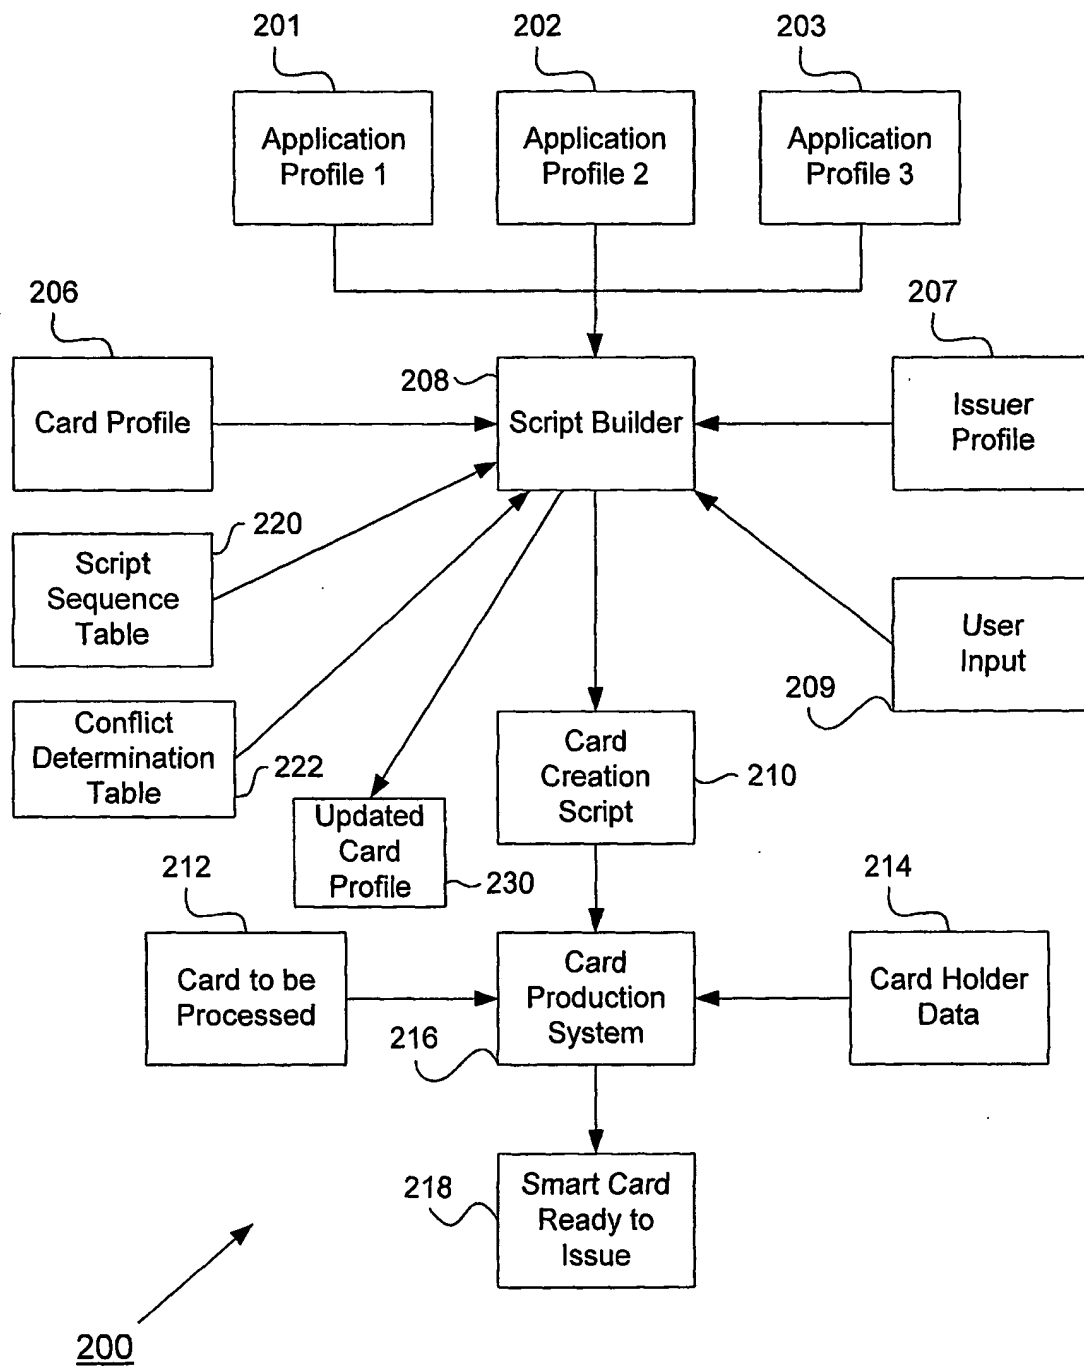 201
202
203
Application
Profile 1
Application
Profile 2
Application
Profile 3
206
207
Card Profile
208
Script Builder
Issuer
Profile
220
Script
Sequence
Table
User
Input
209
Conflict
Determination
Table
222
Card
Creation
Script
210
Updated
Card
Profile
230
212
214
Card to be
Processed
Card
Production
System
216
Card Holder
Data
218
Smart Card
Ready to
Issue
200